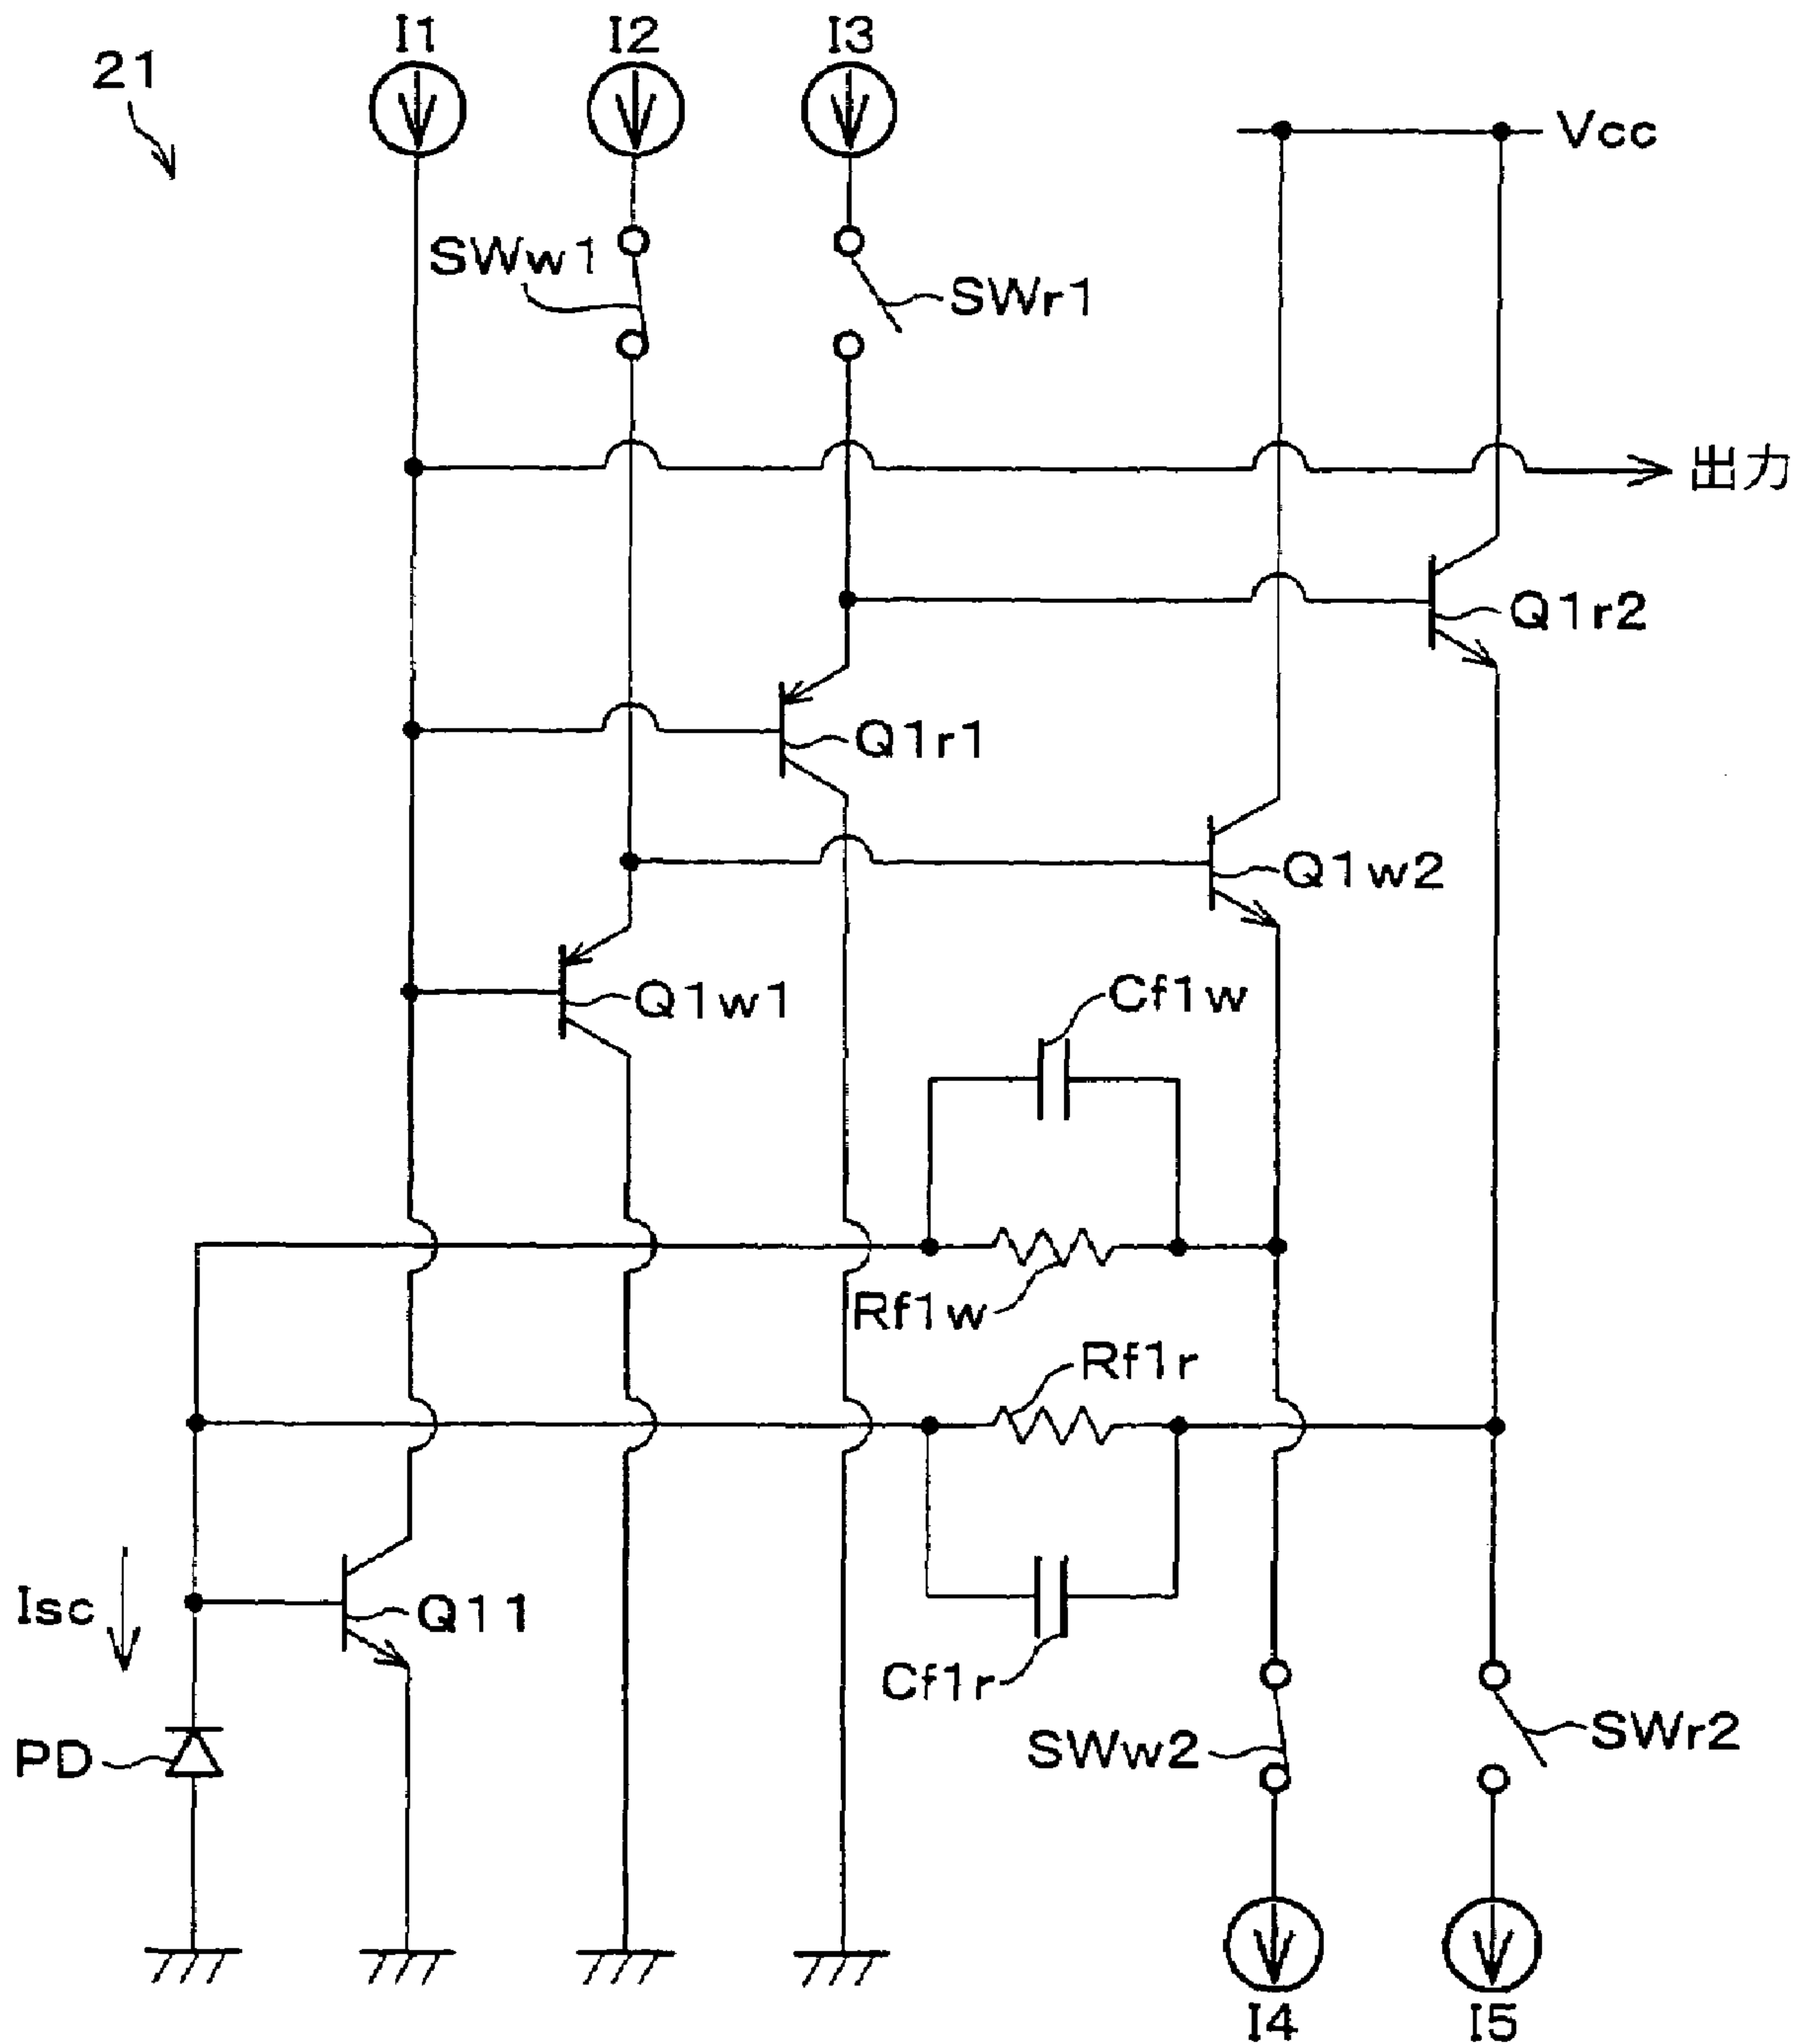 I1
I2
I3
21
Vcc
SWw1
SWr1
出力
Q1r2
Q1r1
Q1w2
Q1w1
Cf1w
Rf1w
Rf1r
Isc
Q11
Cf1r
PD
SWw2
SWr2
I4
I5